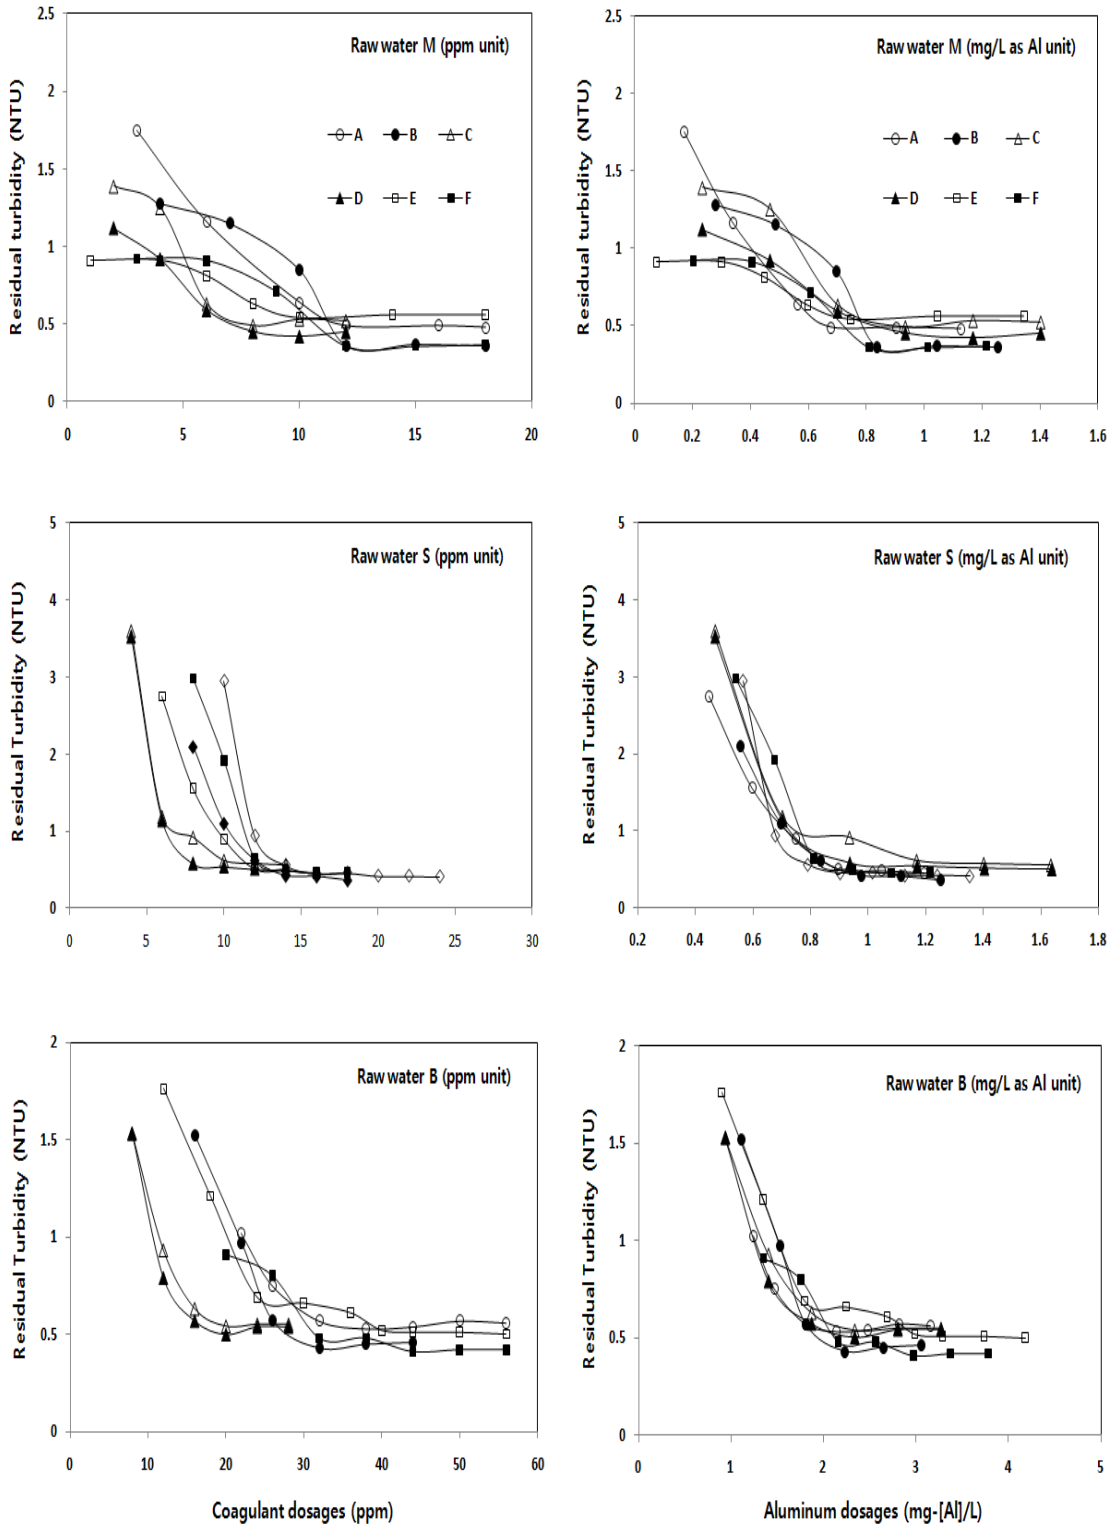 2.5
Raw water M (ppm unit)
2
1.5
1
0.5
0
A B C
D E F
0 5 10 15 20
Residual turbidity (NTU)
2.5
Raw water M (mg/L as Al unit)
2
1.5
1
0.5
0
A B C
D E F
0 0.2 0.4 0.6 0.8 1 1.2 1.4 1.6
Residual turbidity (NTU)
5
Raw water S (ppm unit)
4
3
2
1
0
0 5 10 15 20 25 30
Residual Turbidity (NTU)
5
Raw water S (mg/L as Al unit)
4
3
2
1
0
0.2 0.4 0.6 0.8 1 1.2 1.4 1.6 1.8
Residual Turbidity (NTU)
2
Raw water B (ppm unit)
1.5
1
0.5
0
0 10 20 30 40 50 60
Residual Turbidity (NTU)
Coagulant dosages (ppm)
2
Raw water B (mg/L as Al unit)
1.5
1
0.5
0
0 1 2 3 4 5
Residual Turbidity (NTU)
Aluminum dosages (mg-[Al]/L)